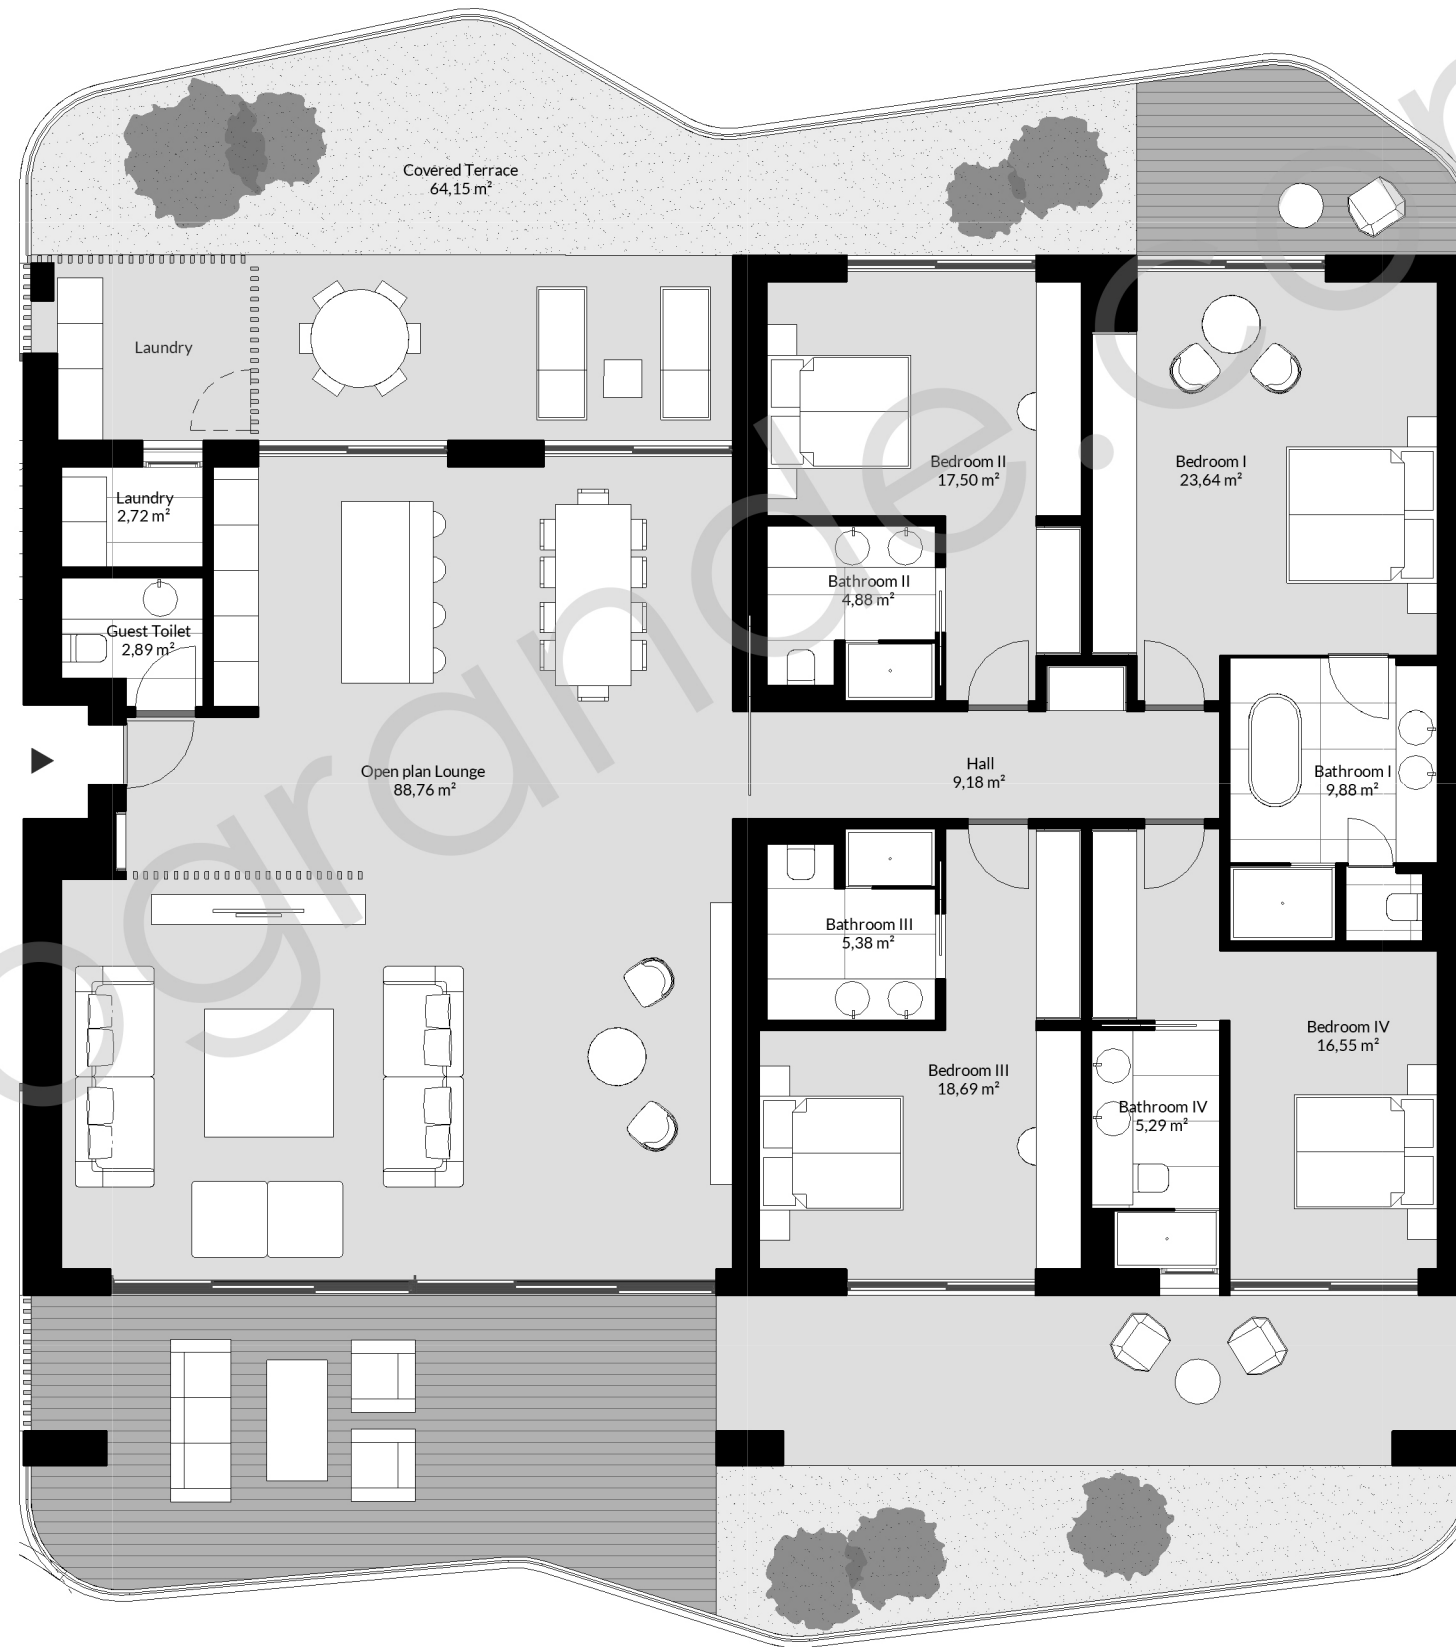 Covered Terrace
64,15 m²
Laundry
Bedroom II
17,50 m²
Bedroom I
23,64 m²
Laundry
2,72 m²
Bathroom II
4,88 m²
Guest Toilet
2,89 m²
Open plan Lounge
88,76 m²
Hall
9,18 m²
Bathroom I
9,88 m²
Bathroom III
5,38 m²
Bedroom IV
16,55 m²
Bedroom III
18,69 m²
Bathroom IV
5,29 m²
ogrande.co